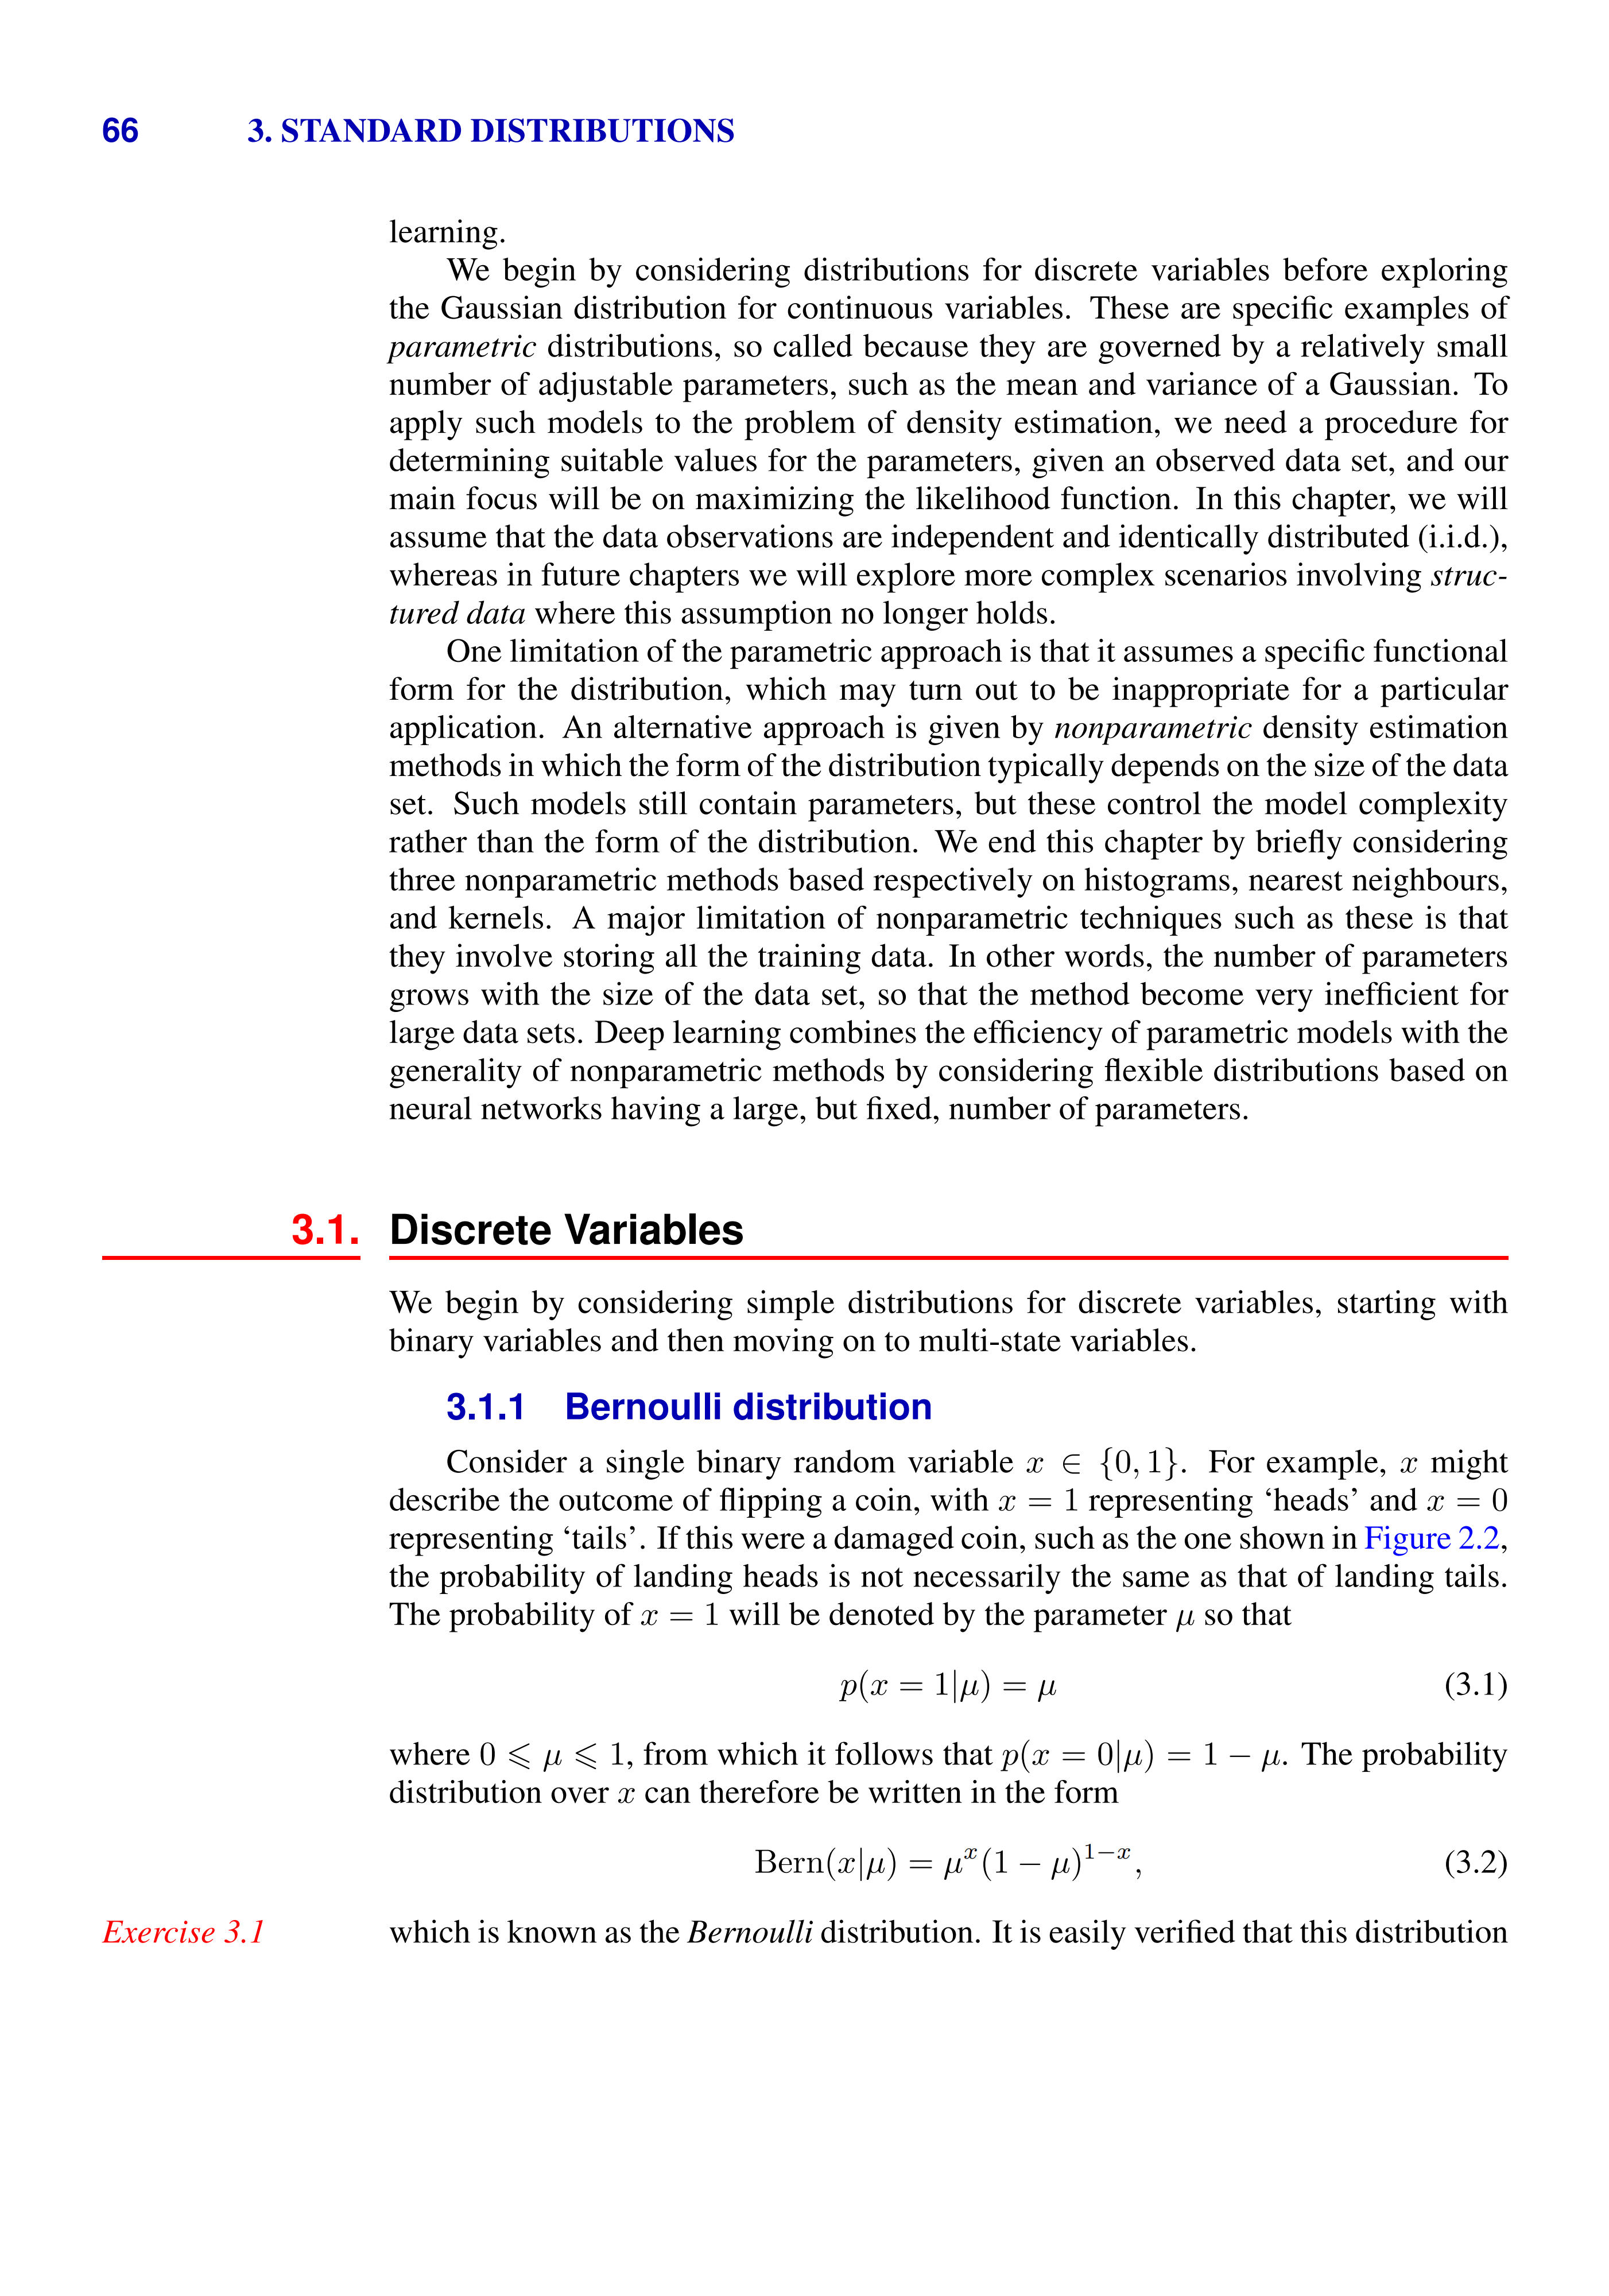 66 3. STANDARD DISTRIBUTIONS
learning.
We begin by considering distributions for discrete variables before exploring
the Gaussian distribution for continuous variables. These are specific examples of
parametric distributions, so called because they are governed by a relatively small
number of adjustable parameters, such as the mean and variance of a Gaussian. To
apply such models to the problem of density estimation, we need a procedure for
determining suitable values for the parameters, given an observed data set, and our
main focus will be on maximizing the likelihood function. In this chapter, we will
assume that the data observations are independent and identically distributed (i.i.d.),
whereas in future chapters we will explore more complex scenarios involving struc-
tured data where this assumption no longer holds.
One limitation of the parametric approach is that it assumes a specific functional
form for the distribution, which may turn out to be inappropriate for a particular
application. An alternative approach is given by nonparametric density estimation
methods in which the form of the distribution typically depends on the size of the data
set. Such models still contain parameters, but these control the model complexity
rather than the form of the distribution. We end this chapter by briefly considering
three nonparametric methods based respectively on histograms, nearest neighbours,
and kernels. A major limitation of nonparametric techniques such as these is that
they involve storing all the training data. In other words, the number of parameters
grows with the size of the data set, so that the method become very inefficient for
large data sets. Deep learning combines the efficiency of parametric models with the
generality of nonparametric methods by considering flexible distributions based on
neural networks having a large, but fixed, number of parameters.
3.1. Discrete Variables
We begin by considering simple distributions for discrete variables, starting with
binary variables and then moving on to multi-state variables.
3.1.1 Bernoulli distribution
Consider a single binary random variable x ∈ {0, 1}. For example, x might
describe the outcome of flipping a coin, with x = 1 representing ‘heads’ and x = 0
representing ‘tails’. If this were a damaged coin, such as the one shown in Figure 2.2,
the probability of landing heads is not necessarily the same as that of landing tails.
The probability of x = 1 will be denoted by the parameter μ so that
p(x = 1|μ) = μ (3.1)
where 0 ⩽ μ ⩽ 1, from which it follows that p(x = 0|μ) = 1 − μ. The probability
distribution over x can therefore be written in the form
Bern(x|μ) = μ^x(1 − μ)^{1−x}, (3.2)
Exercise 3.1 which is known as the Bernoulli distribution. It is easily verified that this distribution